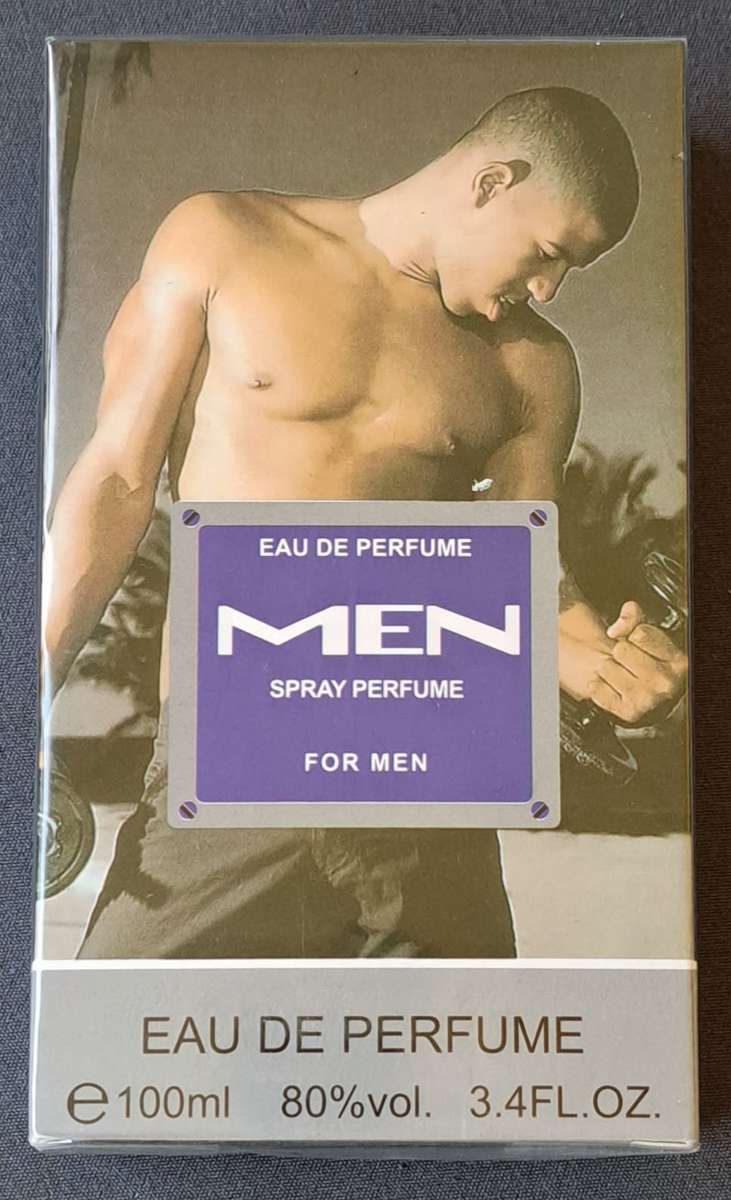 EAU DE PERFUME
MEN
SPRAY PERFUME
FOR MEN
EAU DE PERFUME
℮100ml 80%vol. 3.4FL.OZ.